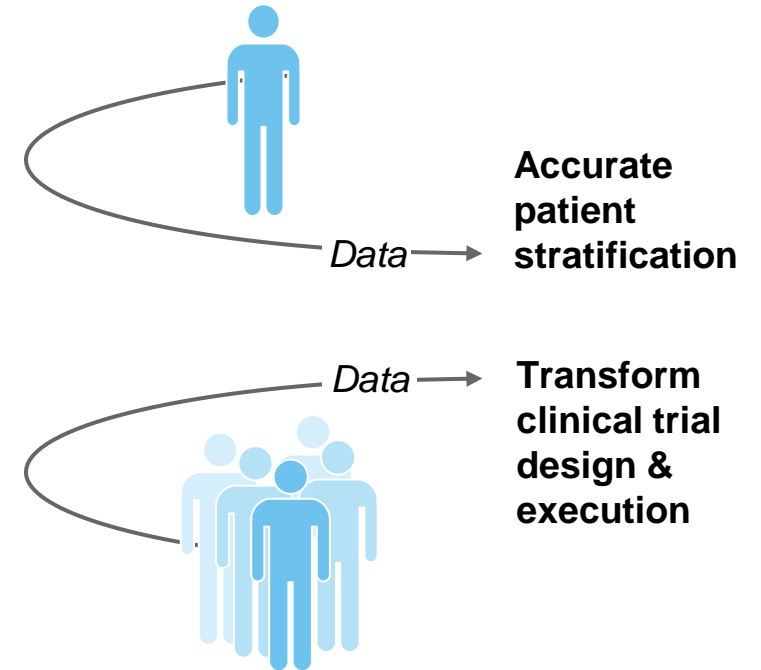 Accurate
patient
stratification
Data
Data
Transform
clinical trial
design &
execution